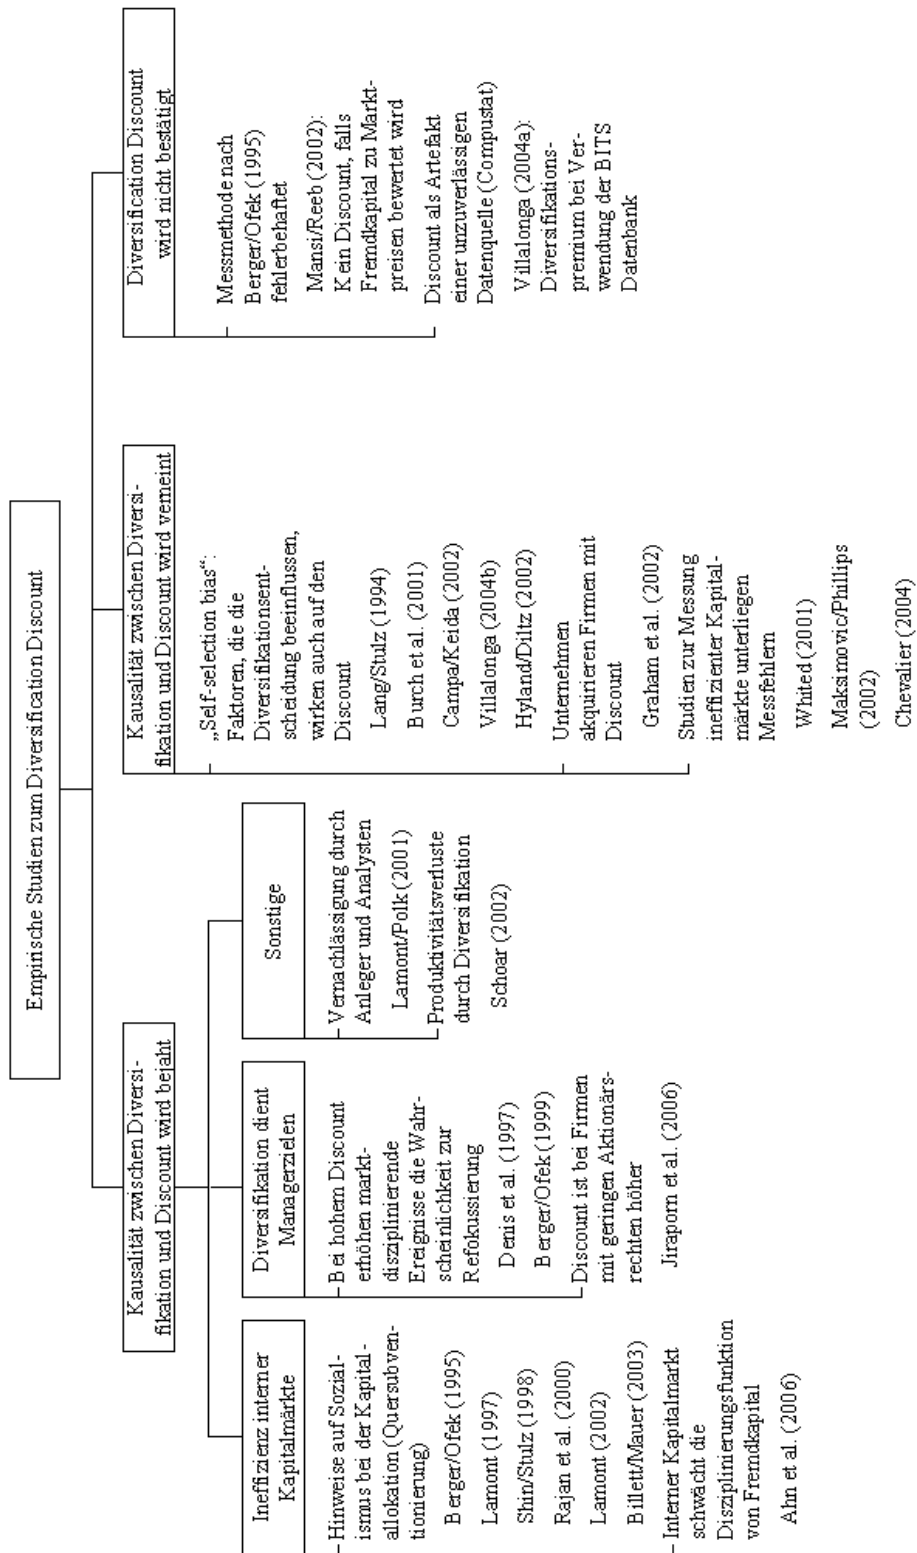 Empirische Studien zum Diversification Discount
Kausalität zwischen Diversi-
fikation und Discount wird bejaht
Ineffizienz interner
Kapitalmärkte
Hinweise auf Sozial-
ismus bei der Kapital-
allokation (Quersubven-
tionierung)
Berger/Ofek (1995)
Lamont (1997)
Shin/Stulz (1998)
Rajan et al. (2000)
Lamont (2002)
Billett/Mauer (2003)
Interner Kapitalmarkt
schwächt die
Disziplinierungsfunktion
von Fremdkapital
Ahn et al. (2006)
Diversifikation dient
Managerzielen
Bei hohem Discount
erhöhen markt-
disziplinierende
Ereignisse die Wahr-
scheinlichkeit zur
Refokussierung
Denis et al. (1997)
Berger/Ofek (1999)
Discount ist bei Firmen
mit geringen Aktionärs-
rechten höher
Jiraporn et al. (2006)
Sonstige
Vernachlässigung durch
Anleger und Analysten
Lamont/Polk (2001)
Produktivitätsverluste
durch Diversifikation
Schoar (2002)
Kausalität zwischen Diversi-
fikation und Discount wird verneint
„Self-selection bias“:
Faktoren, die die
Diversifikationsent-
scheidung beeinflussen,
wirken auch auf den
Discount
Lang/Stulz (1994)
Burch et al. (2001)
Campa/Keida (2002)
Villalonga (2004b)
Hyland/Diltz (2002)
Unternehmen
akquirieren Firmen mit
Discount
Graham et al. (2002)
Studien zur Messung
ineffizienter Kapital-
märkte unterliegen
Messfehlern
Whited (2001)
Maksimovic/Phillips
(2002)
Chevalier (2004)
Diversification Discount
wird nicht bestätigt
Messmethode nach
Berger/Ofek (1995)
fehlerbehaftet
Mansi/Reeb (2002):
Kein Discount, falls
Fremdkapital zu Markt-
preisen bewertet wird
Discount als Artefakt
einer unzuverlässigen
Datenquelle (Compustat)
Villalonga (2004a):
Diversifikations-
premium bei Ver-
wendung der BITS
Datenbank